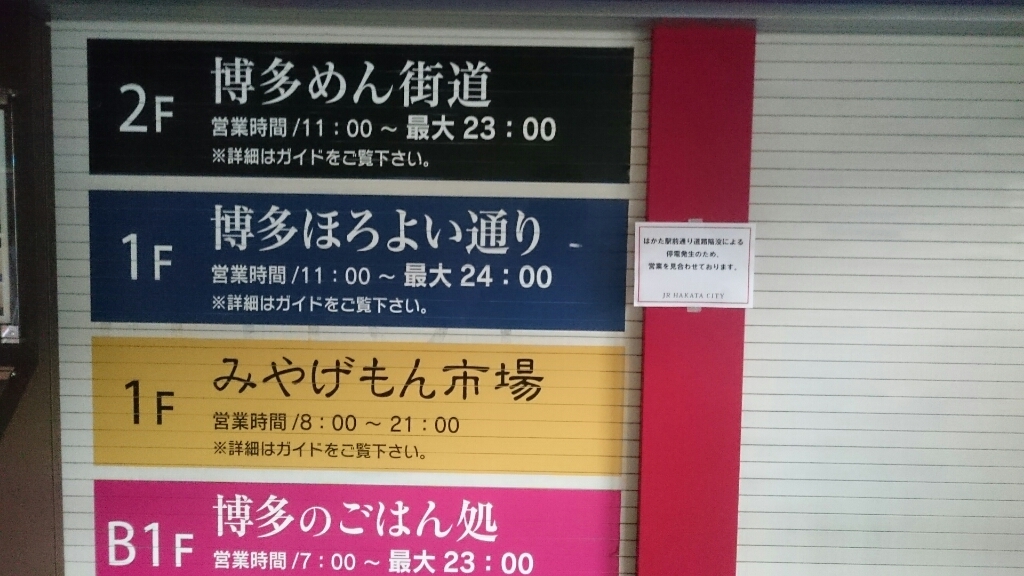 2F
博多めん街道
営業時間/11：00～最大23：00
※詳細はガイドをご覧下さい。
1F
博多ほろよい通り
営業時間/11：00～最大24：00
※詳細はガイドをご覧下さい。
1F
みやげもん市場
営業時間/8：00～21：00
※詳細はガイドをご覧下さい。
B1F
博多のごはん処
営業時間/7：00～最大23：00
はかた駅前通り道路陥没による
停電発生のため、
営業を見合わせております。
JR HAKATA CITY